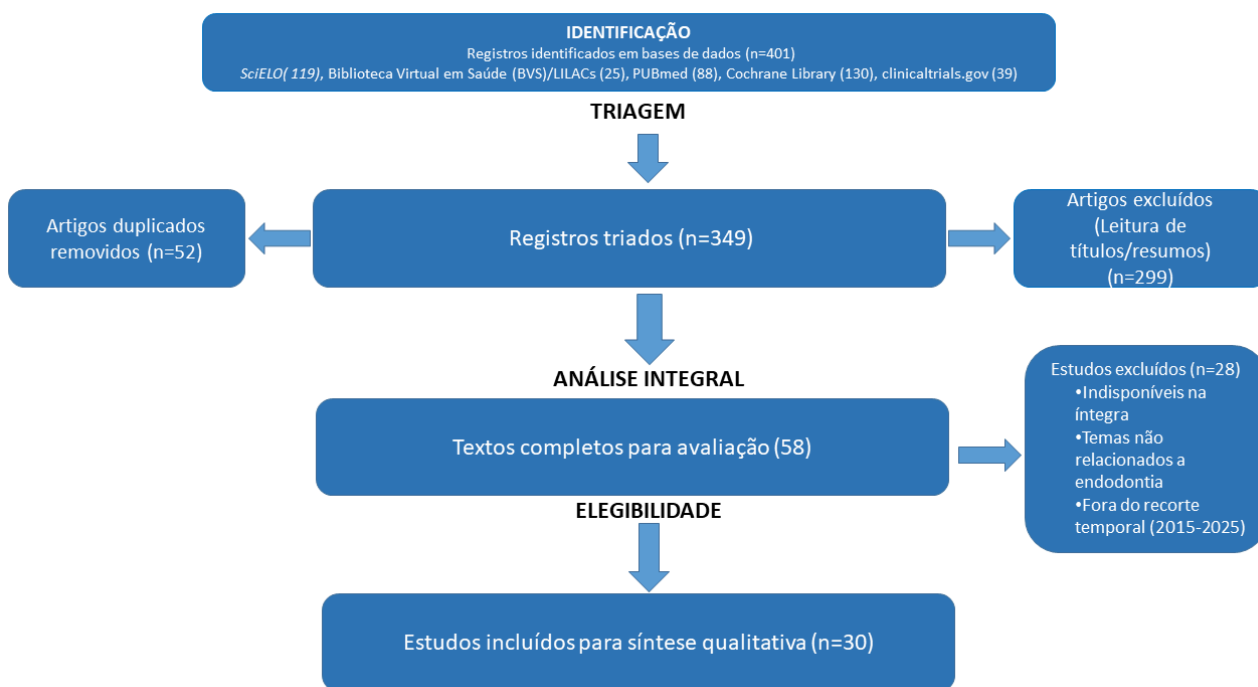 IDENTIFICAÇÃO
Registros identificados em bases de dados (n=401)
SciELO( 119), Biblioteca Virtual em Saúde (BVS)/LILACs (25), PUBmed (88), Cochrane Library (130), clinicaltrials.gov (39)
TRIAGEM
Artigos duplicados
removidos (n=52)
Registros triados (n=349)
Artigos excluídos
(Leitura de
títulos/resumos)
(n=299)
ANÁLISE INTEGRAL
Textos completos para avaliação (58)
Estudos excluídos (n=28)
•Indisponíveis na
íntegra
•Temas não
relacionados a
endodontia
•Fora do recorte
temporal (2015-2025)
ELEGIBILIDADE
Estudos incluídos para síntese qualitativa (n=30)